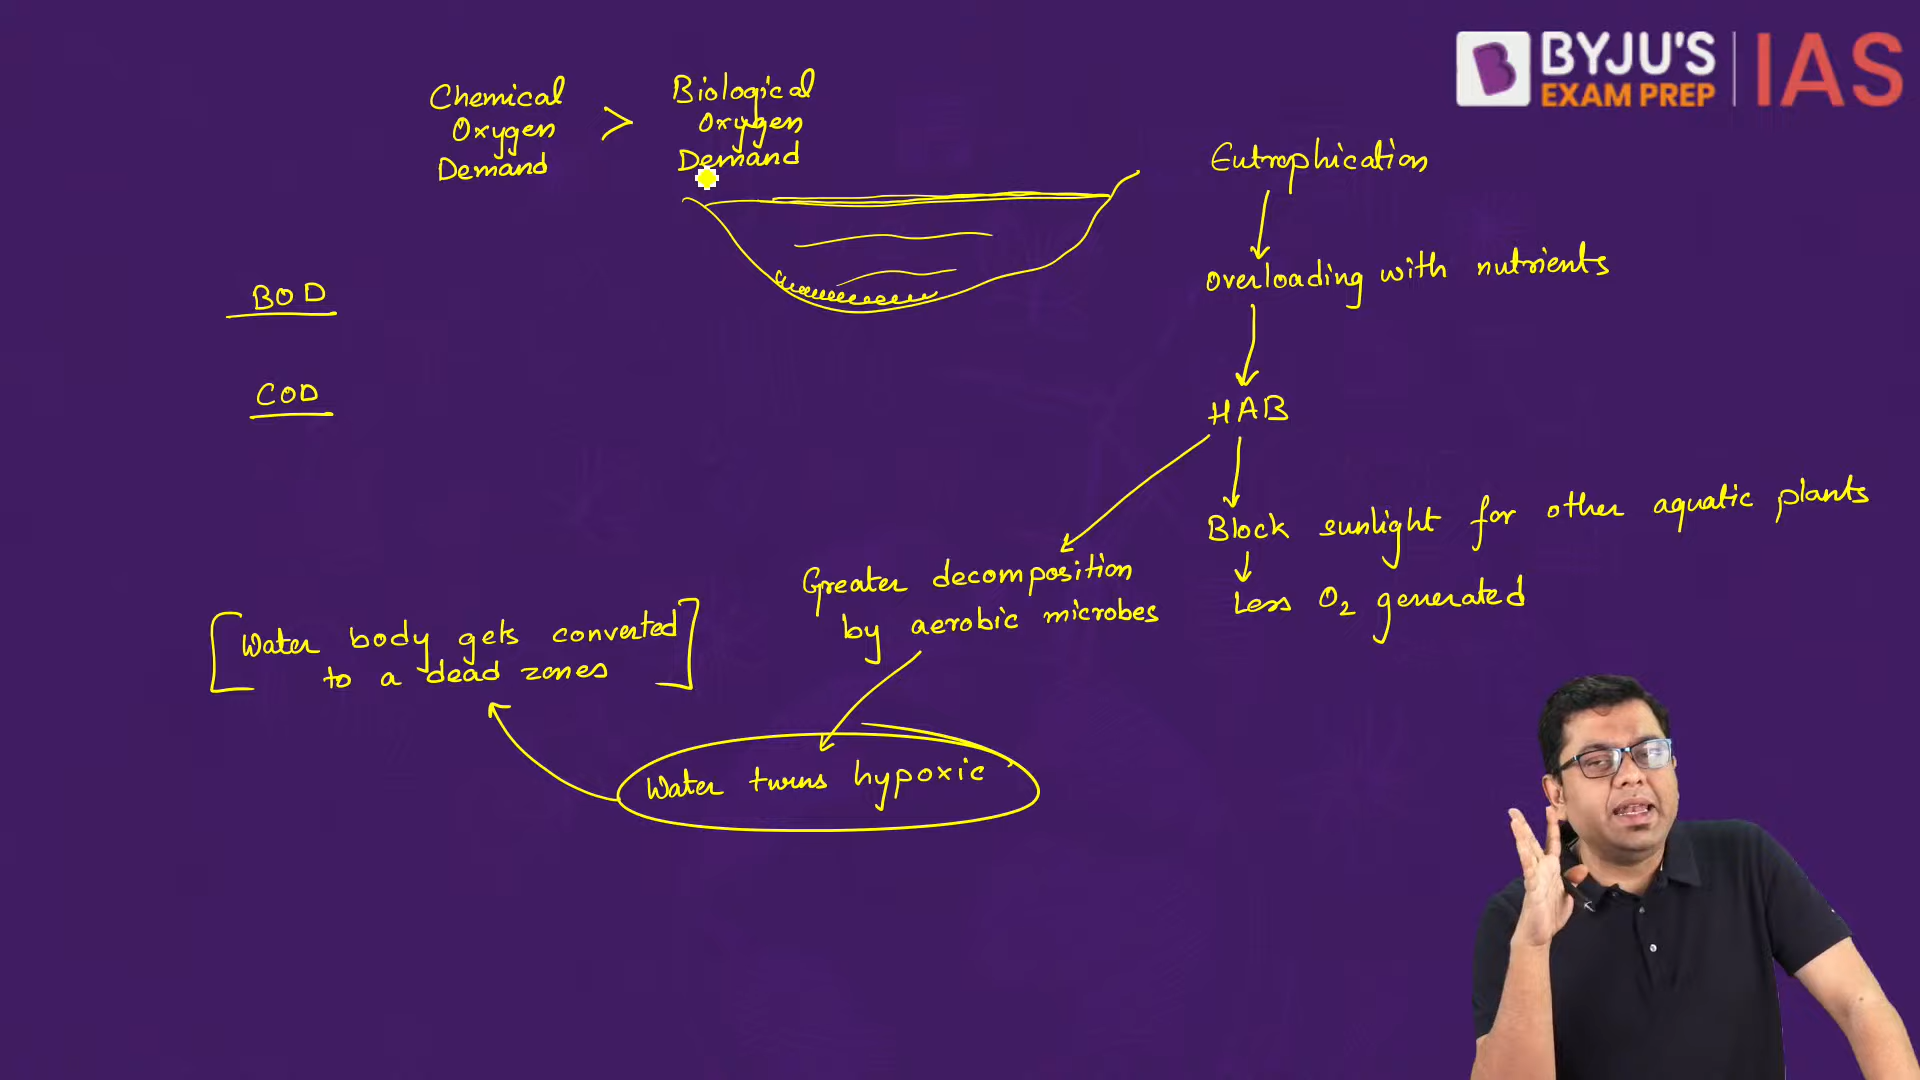 BYJU'S
EXAM PREP
IAS
Chemical
Oxygen
Demand
>
Biological
Oxygen
Demand
BOD
COD
Eutrophication
Overloading with nutrients
HAB
Block sunlight for other aquatic plants
Less O2 generated
Greater decomposition
by aerobic microbes
Water turns hypoxic
[Water body gets converted
to a dead zones]